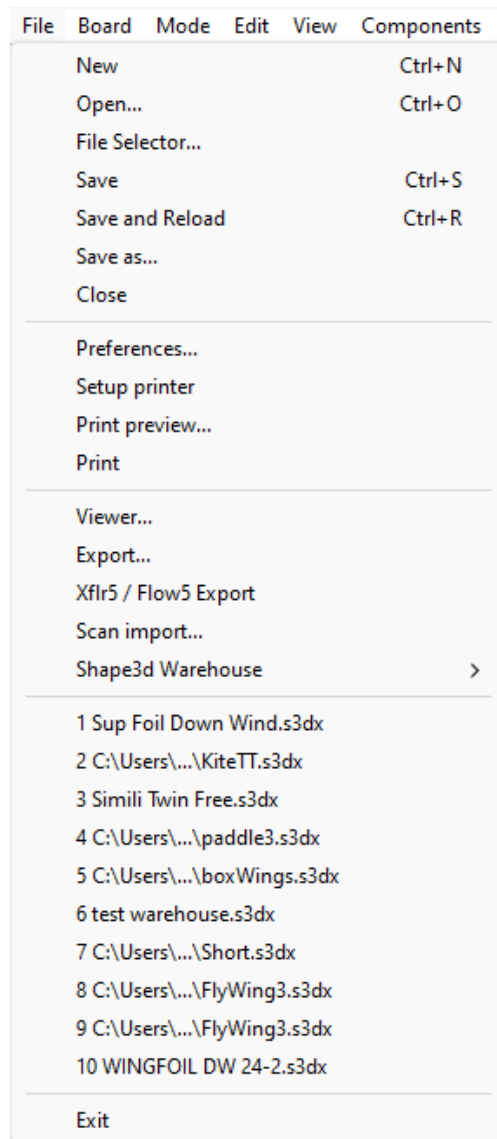 File Board Mode Edit View Components
New Ctrl+N
Open... Ctrl+O
File Selector...
Save Ctrl+S
Save and Reload Ctrl+R
Save as...
Close
Preferences...
Setup printer
Print preview...
Print
Viewer...
Export...
Xflr5 / Flow5 Export
Scan import...
Shape3d Warehouse >
1 Sup Foil Down Wind.s3dx
2 C:\Users\...\KiteTT.s3dx
3 Simili Twin Free.s3dx
4 C:\Users\...\paddle3.s3dx
5 C:\Users\...\boxWings.s3dx
6 test warehouse.s3dx
7 C:\Users\...\Short.s3dx
8 C:\Users\...\FlyWing3.s3dx
9 C:\Users\...\FlyWing3.s3dx
10 WINGFOIL DW 24-2.s3dx
Exit